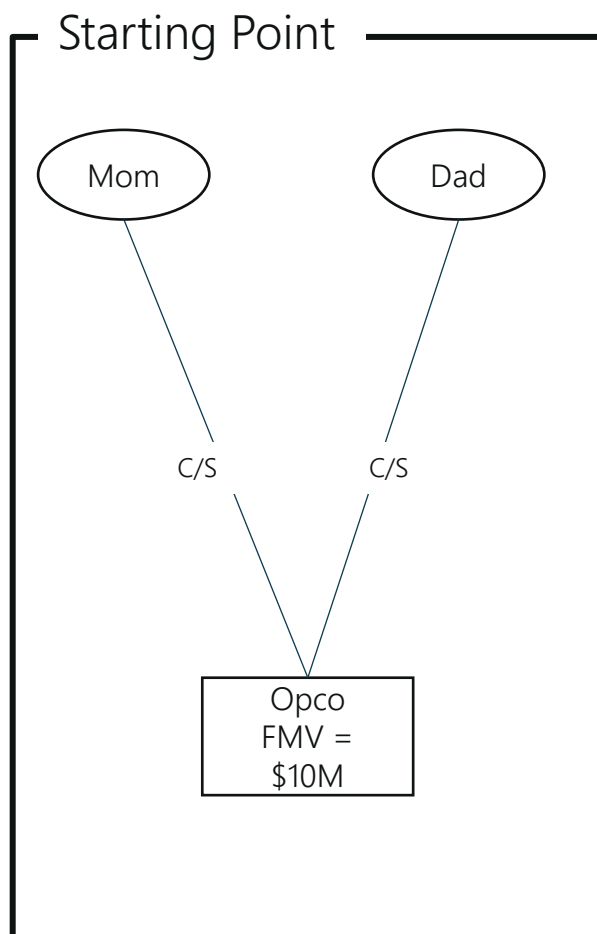 Starting Point
Mom
Dad
C/S
C/S
Opco
FMV =
$10M